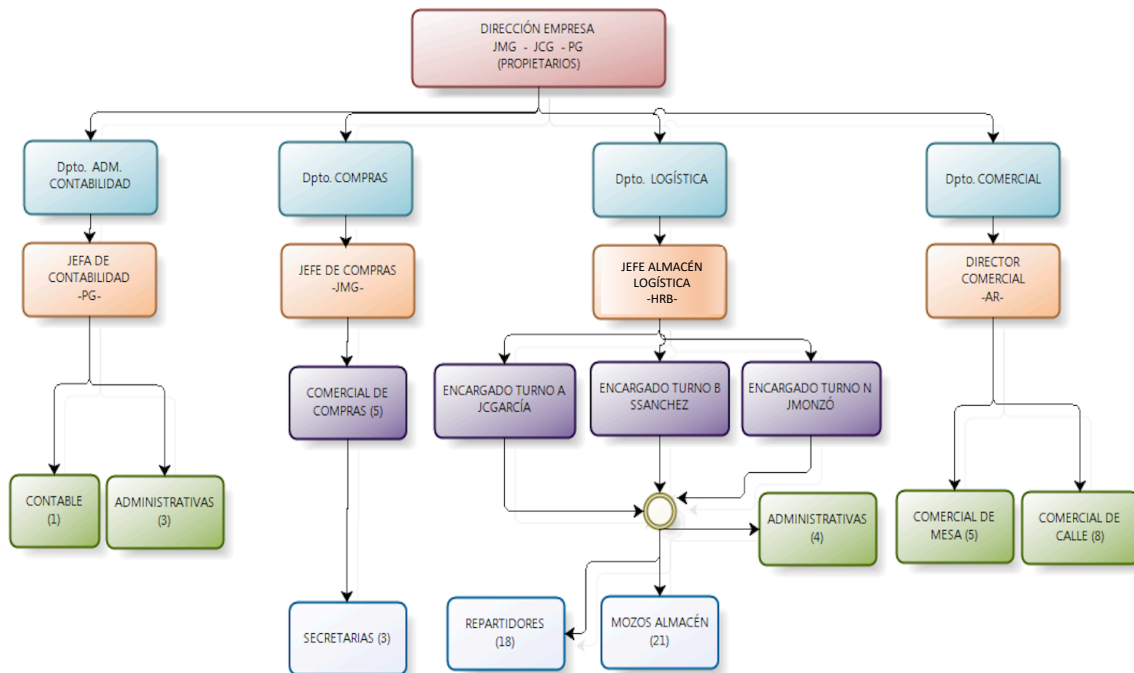 DIRECCIÓN EMPRESA
JMG - JCG - PG
(PROPIETARIOS)
Dpto. ADM.
CONTABILIDAD
Dpto. COMPRAS
Dpto. LOGÍSTICA
Dpto. COMERCIAL
JEFA DE
CONTABILIDAD
-PG-
JEFE DE COMPRAS
-JMG-
JEFE ALMACÉN
LOGÍSTICA
-HRB-
DIRECTOR
COMERCIAL
-AR-
COMERCIAL DE
COMPRAS (5)
ENCARGADO TURNO A
JCGARCÍA
ENCARGADO TURNO B
SSANCHEZ
ENCARGADO TURNO N
JMONZÓ
CONTABLE
(1)
ADMINISTRATIVAS
(3)
ADMINISTRATIVAS
(4)
COMERCIAL DE
MESA (5)
COMERCIAL DE
CALLE (8)
SECRETARIAS (3)
REPARTIDORES
(18)
MOZOS ALMACÉN
(21)